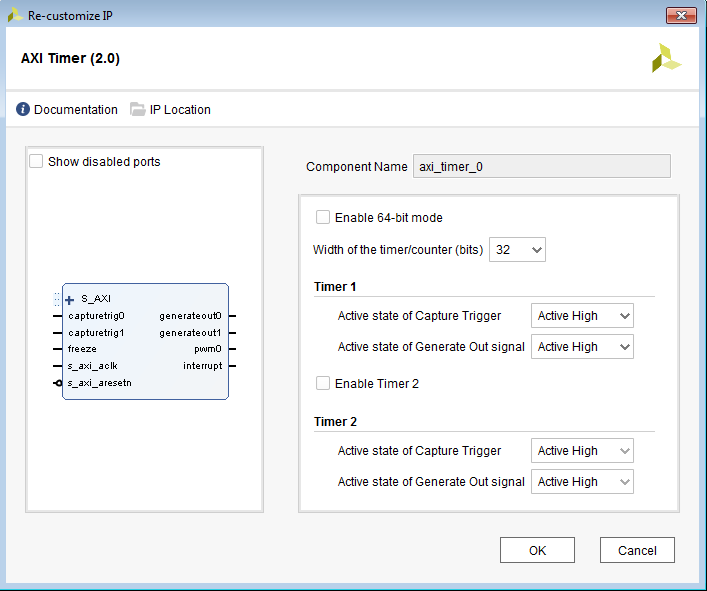 Re-customize IP
AXI Timer (2.0)
Documentation IP Location
Show disabled ports
S_AXI
capturetrig0 generateout0
capturetrig1 generateout1
freeze pwm0
s_axi_aclk interrupt
s_axi_aresetn
Component Name axi_timer_0
Enable 64-bit mode
Width of the timer/counter (bits) 32
Timer 1
Active state of Capture Trigger Active High
Active state of Generate Out signal Active High
Enable Timer 2
Timer 2
Active state of Capture Trigger Active High
Active state of Generate Out signal Active High
OK Cancel